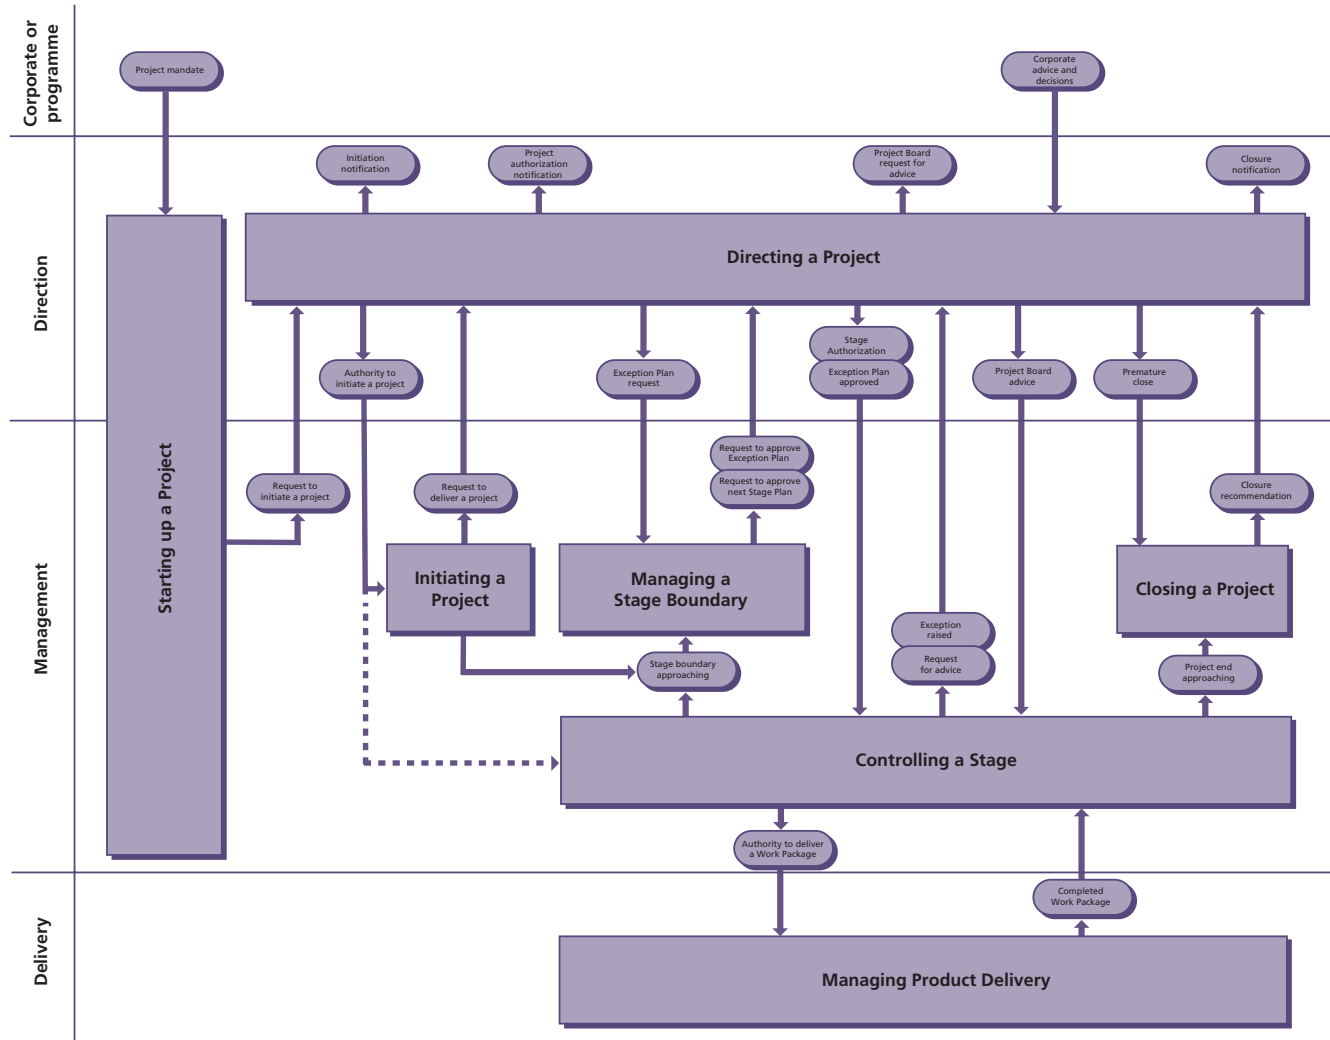 Corporate or
programme
Project mandate
Corporate
advice and
decisions
Direction
Initiation
notification
Project
authorization
notification
Project Board
request for
advice
Closure
notification
Directing a Project
Authority to
initiate a project
Exception Plan
request
Stage
Authorization
Exception Plan
approved
Project Board
advice
Premature
close
Management
Starting up a Project
Request to
initiate a project
Request to
deliver a project
Request to approve
Exception Plan
Request to approve
next Stage Plan
Closure
recommendation
Initiating a
Project
Managing a
Stage Boundary
Closing a Project
Exception
raised
Request
for advice
Stage boundary
approaching
Project end
approaching
Controlling a Stage
Authority to deliver
a Work Package
Delivery
Completed
Work Package
Managing Product Delivery